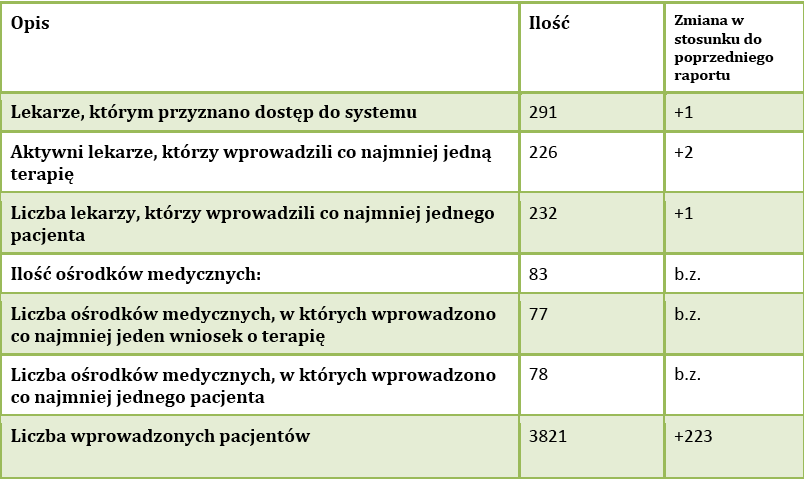 Opis Ilość Zmiana w
stosunku do
poprzedniego
raportu
Lekarze, którym przyznano dostęp do systemu 291 +1
Aktywni lekarze, którzy wprowadzili co najmniej jedną 226 +2
terapię
Liczba lekarzy, którzy wprowadzili co najmniej jednego 232 +1
pacjenta
Ilość ośrodków medycznych: 83 b.z.
Liczba ośrodków medycznych, w których wprowadzono 77 b.z.
co najmniej jeden wniosek o terapię
Liczba ośrodków medycznych, w których wprowadzono 78 b.z.
co najmniej jednego pacjenta
Liczba wprowadzonych pacjentów 3821 +223